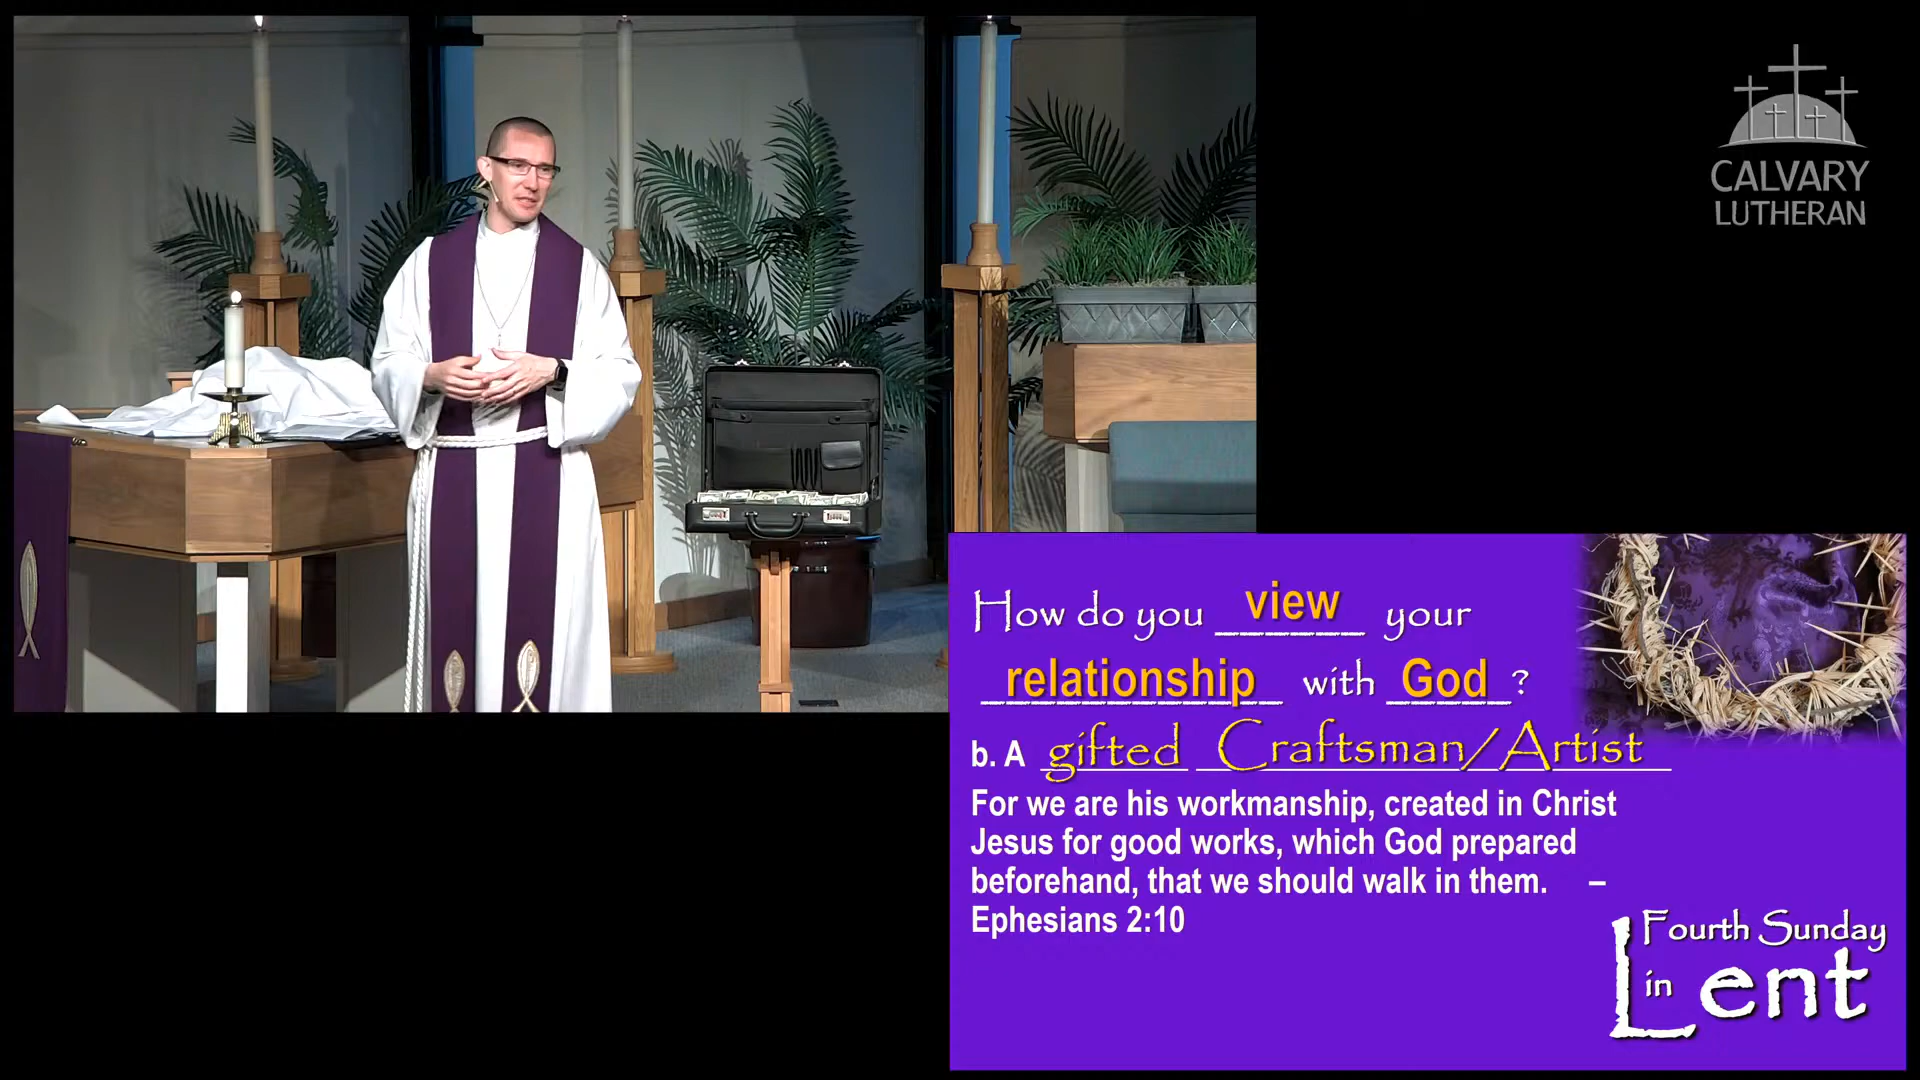 CALVARY
LUTHERAN
How do you view your
relationship with God?
b. A gifted Craftsman/Artist
For we are his workmanship, created in Christ
Jesus for good works, which God prepared
beforehand, that we should walk in them. –
Ephesians 2:10
Fourth Sunday
in Lent